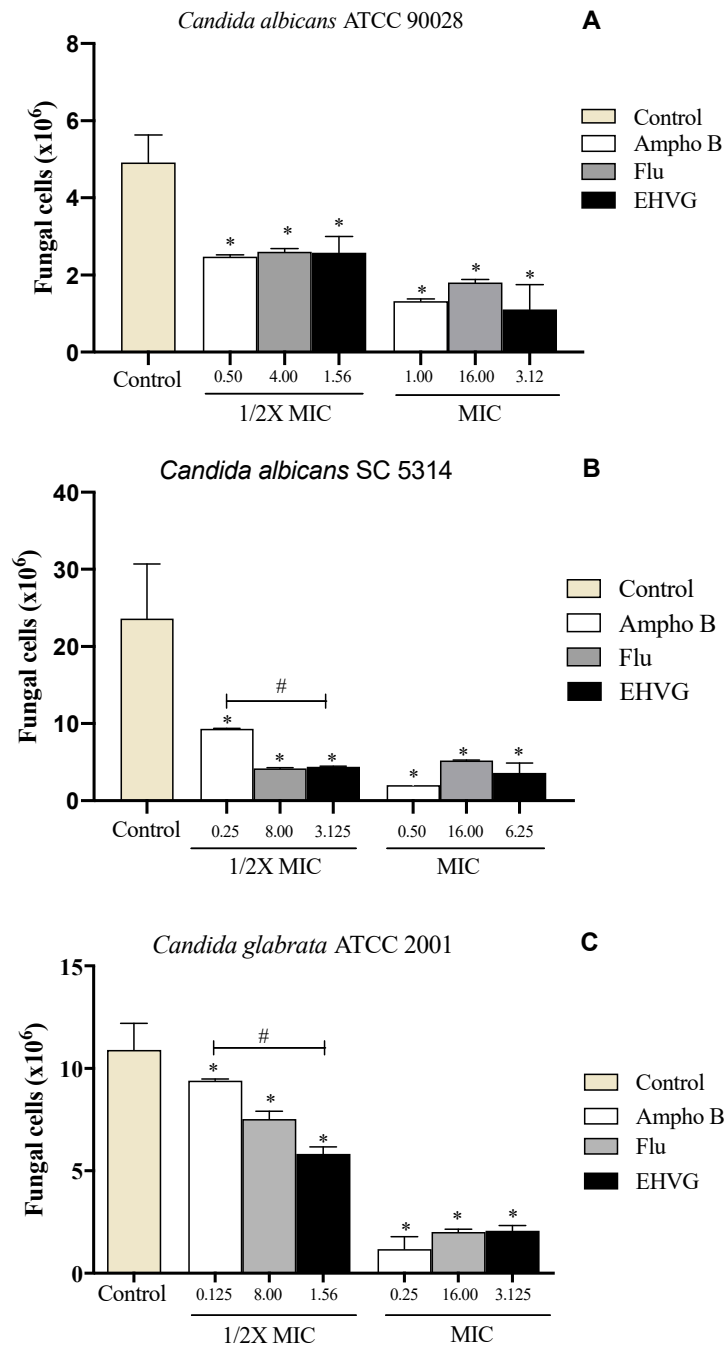 Candida albicans ATCC 90028
A
8
6
4
2
0
Fungal cells (x10⁶)
Control
Ampho B
Flu
EHVG
* * * * * *
Control 0.50 4.00 1.56 1.00 16.00 3.12
1/2X MIC MIC
Candida albicans SC 5314
B
40
30
20
10
0
Fungal cells (x10⁶)
Control
Ampho B
Flu
EHVG
#
* * * * * *
Control 0.25 8.00 3.125 0.50 16.00 6.25
1/2X MIC MIC
Candida glabrata ATCC 2001
C
15
10
5
0
Fungal cells (x10⁶)
Control
Ampho B
Flu
EHVG
#
* * * * * *
Control 0.125 8.00 1.56 0.25 16.00 3.125
1/2X MIC MIC